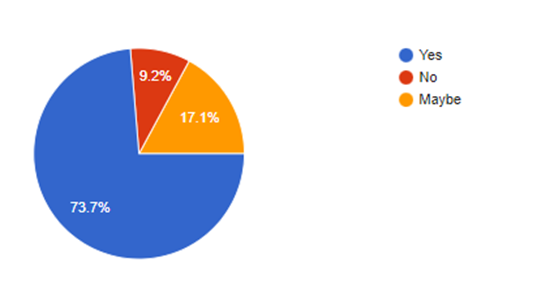 Yes
No
Maybe
9.2%
17.1%
73.7%